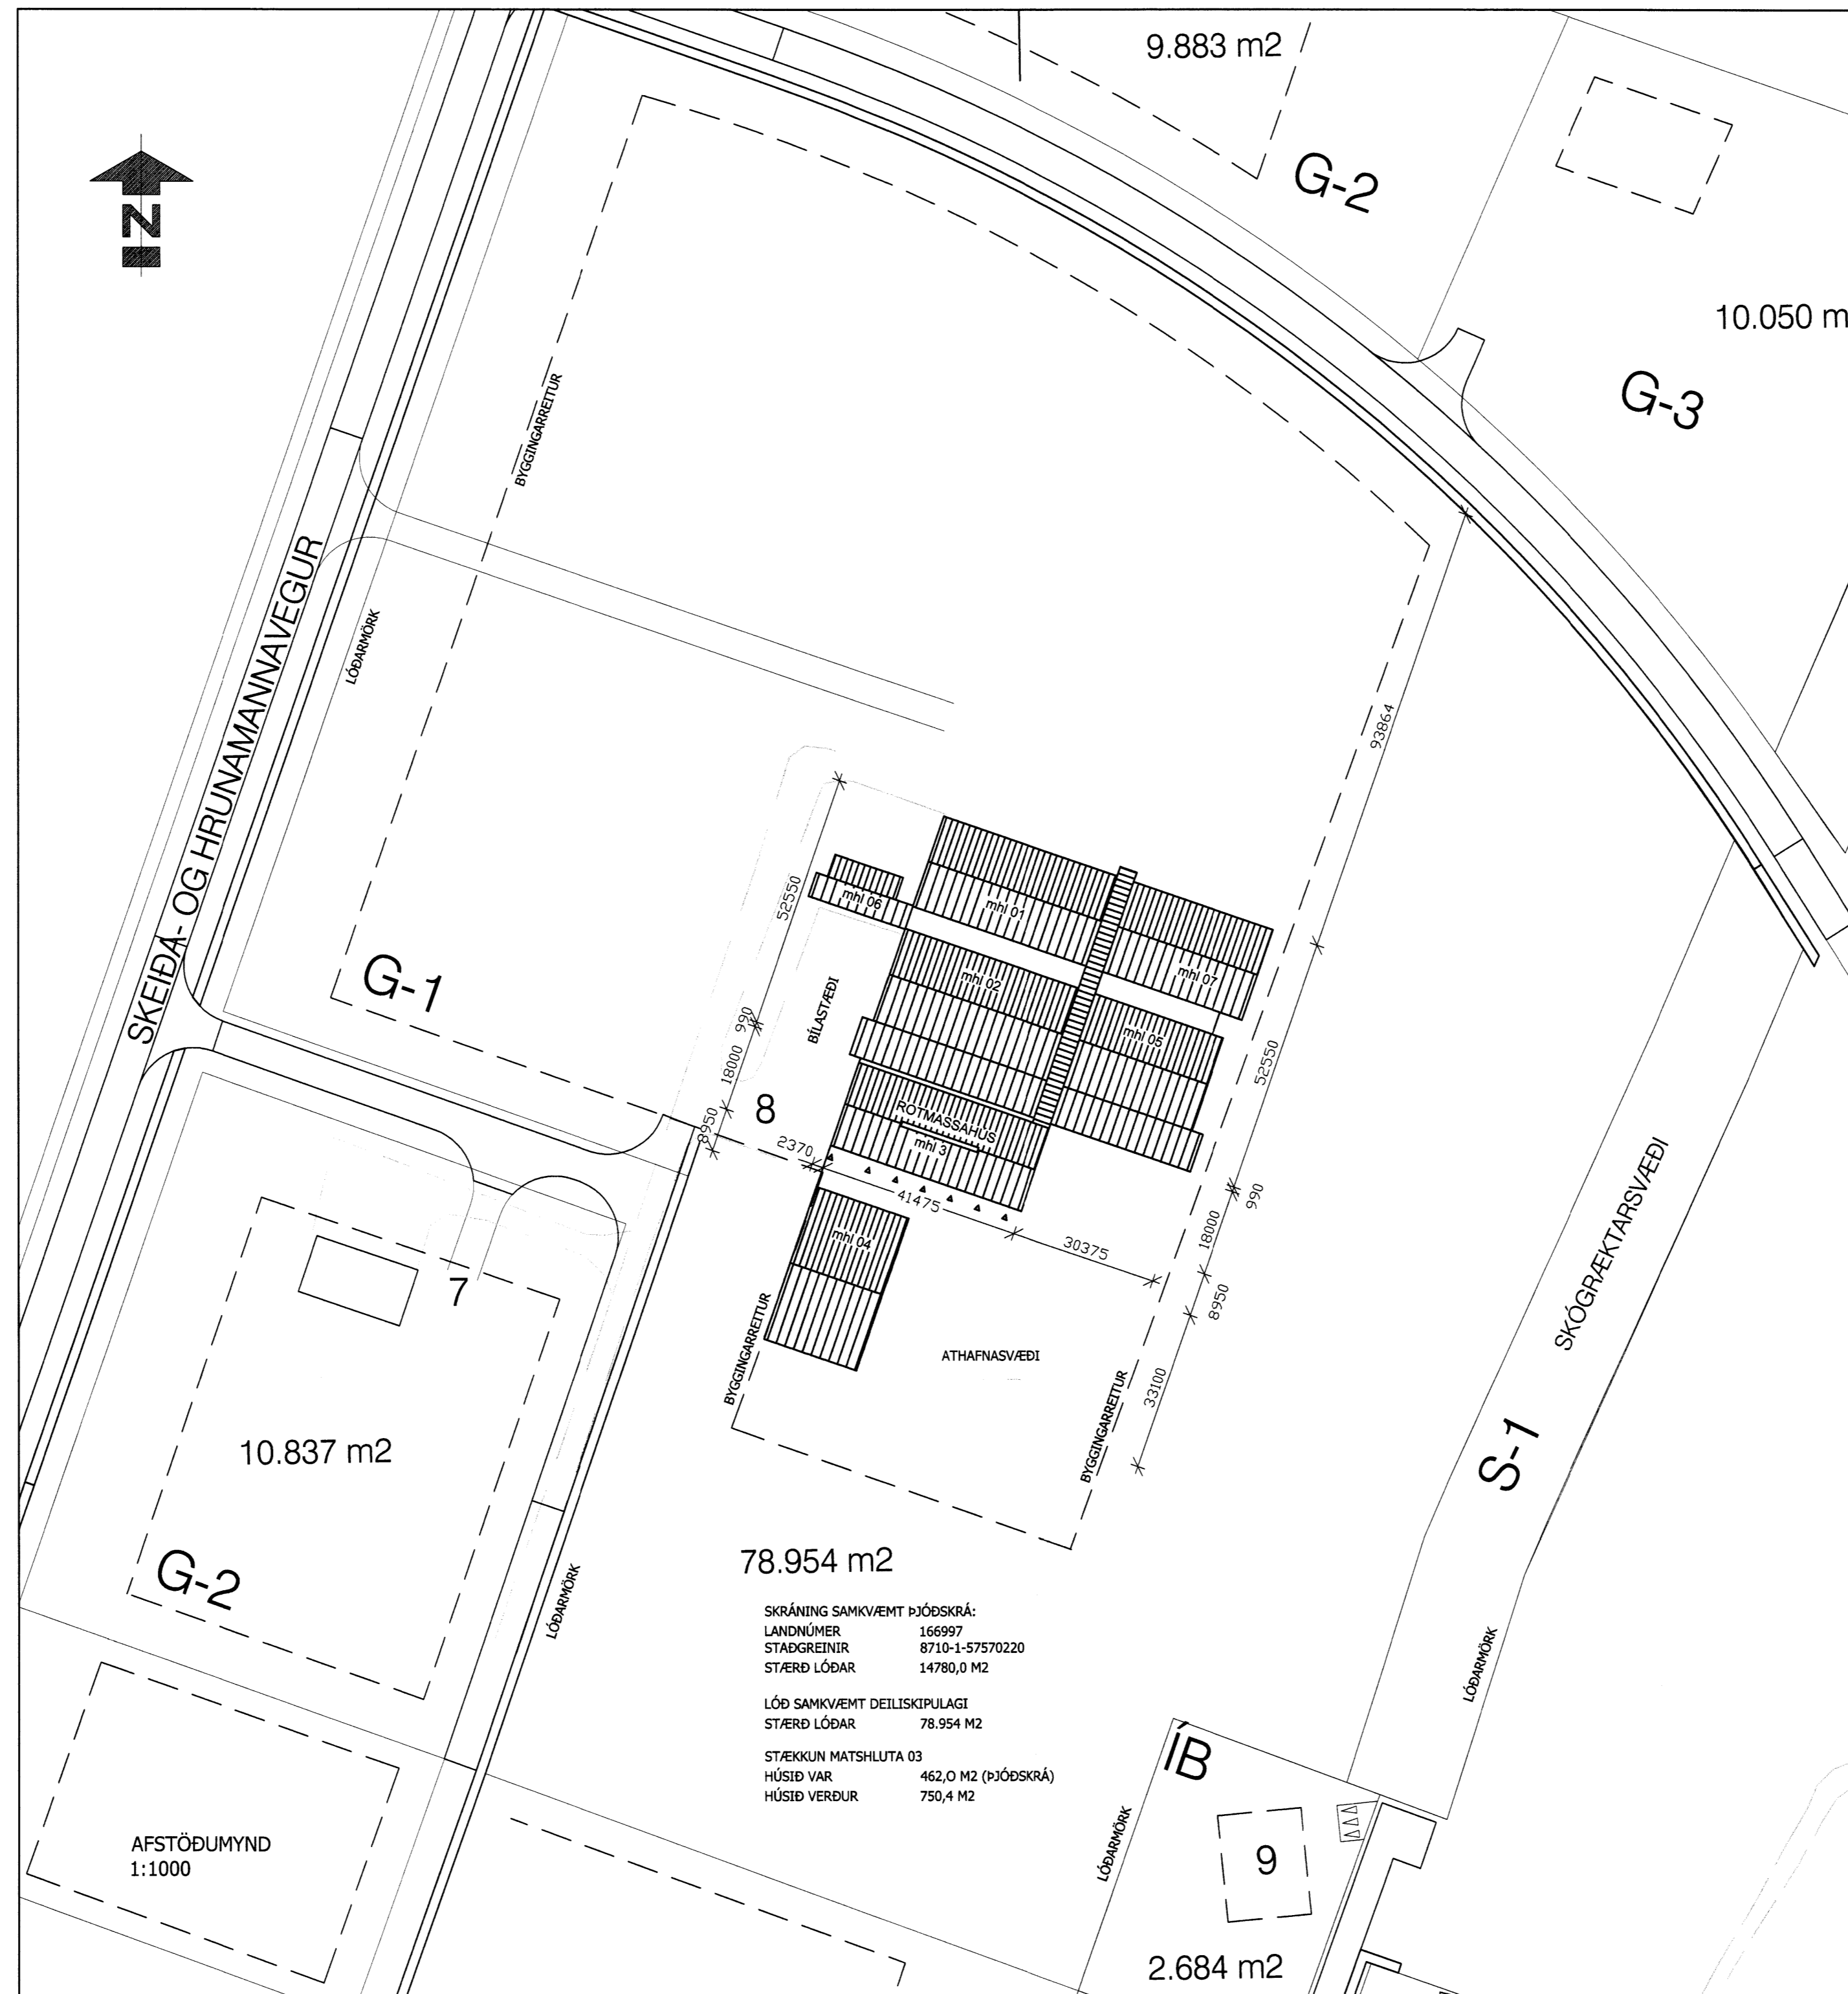 9.883 m2
G-2
N
10.050 m
G-3
BYGGINGARREITUR
SKEIÐA- OG HRUNAMANNAVEGUR
LÓÐARMÖRK
93864
52550
mhl 06
mhl 01
mhl 07
G-1
mhl 02
BÍLASTÆÐI
990
18000
8950
8
mhl 05
52550
ROTMASSAHÚS
mhl 3
2370
41475
30375
990
18000
8950
33100
mhl 04
7
BYGGINGARREITUR
ATHAFNASVÆÐI
BYGGINGARREITUR
SKÓGRÆKTARSVÆÐI
S-1
10.837 m2
G-2
LÓÐARMÖRK
78.954 m2
SKRÁNING SAMKVÆMT ÞJÓÐSKRÁ:
LANDNÚMER 166997
STAÐGREINIR 8710-1-57570220
STÆRÐ LÓÐAR 14780,0 M2
LÓÐ SAMKVÆMT DEILISKIPULAGI
STÆRÐ LÓÐAR 78.954 M2
STÆKKUN MATSHLUTA 03
HÚSIÐ VAR 462,O M2 (ÞJÓÐSKRÁ)
HÚSIÐ VERÐUR 750,4 M2
LÓÐARMÖRK
ÍB
LÓÐARMÖRK
9
2.684 m2
AFSTÖÐUMYND
1:1000